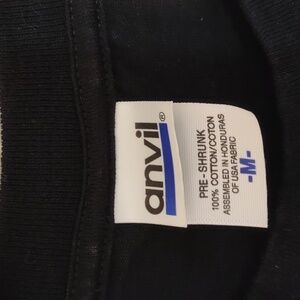 anvil®
PRE-SHRUNK
100% COTTON/COTON
ASSEMBLED IN HONDURAS
OF USA FABRIC
-M-